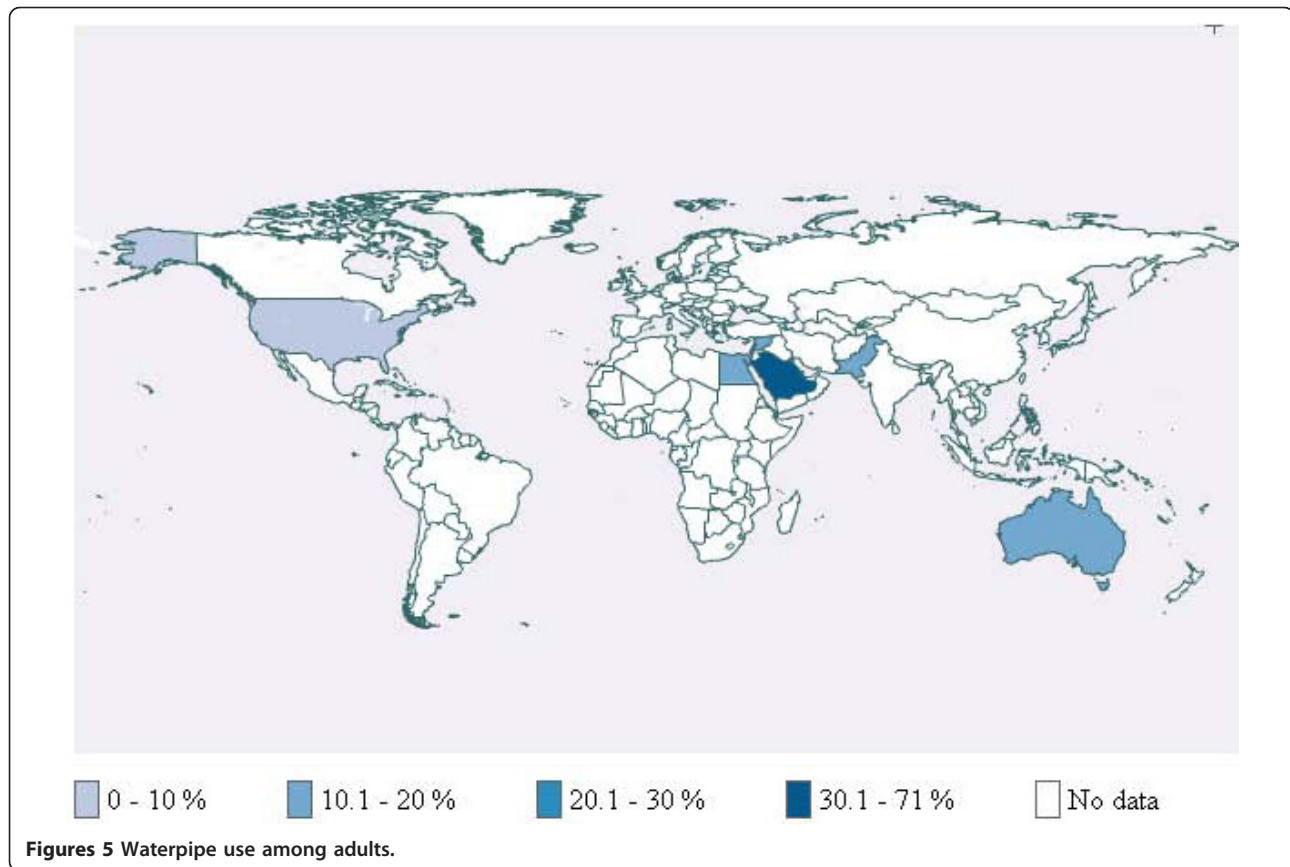 0 - 10 % 10.1 - 20 % 20.1 - 30 % 30.1 - 71 % No data
Figures 5 Waterpipe use among adults.